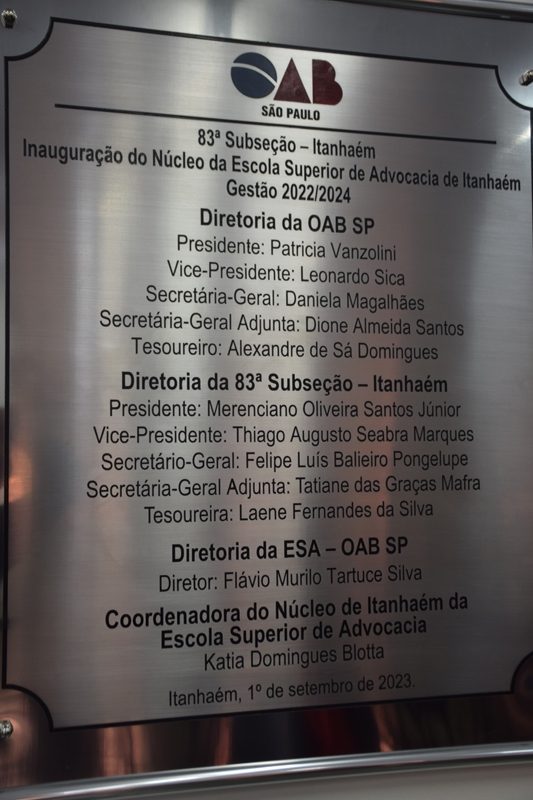 OAB
SÃO PAULO
83ª Subseção – Itanhaém
Inauguração do Núcleo da Escola Superior de Advocacia de Itanhaém
Gestão 2022/2024
Diretoria da OAB SP
Presidente: Patricia Vanzolini
Vice-Presidente: Leonardo Sica
Secretária-Geral: Daniela Magalhães
Secretária-Geral Adjunta: Dione Almeida Santos
Tesoureiro: Alexandre de Sá Domingues
Diretoria da 83ª Subseção – Itanhaém
Presidente: Merenciano Oliveira Santos Júnior
Vice-Presidente: Thiago Augusto Seabra Marques
Secretário-Geral: Felipe Luís Balieiro Pongelupe
Secretária-Geral Adjunta: Tatiane das Graças Mafra
Tesoureira: Laene Fernandes da Silva
Diretoria da ESA – OAB SP
Diretor: Flávio Murilo Tartuce Silva
Coordenadora do Núcleo de Itanhaém da
Escola Superior de Advocacia
Katia Domingues Blotta
Itanhaém, 1º de setembro de 2023.